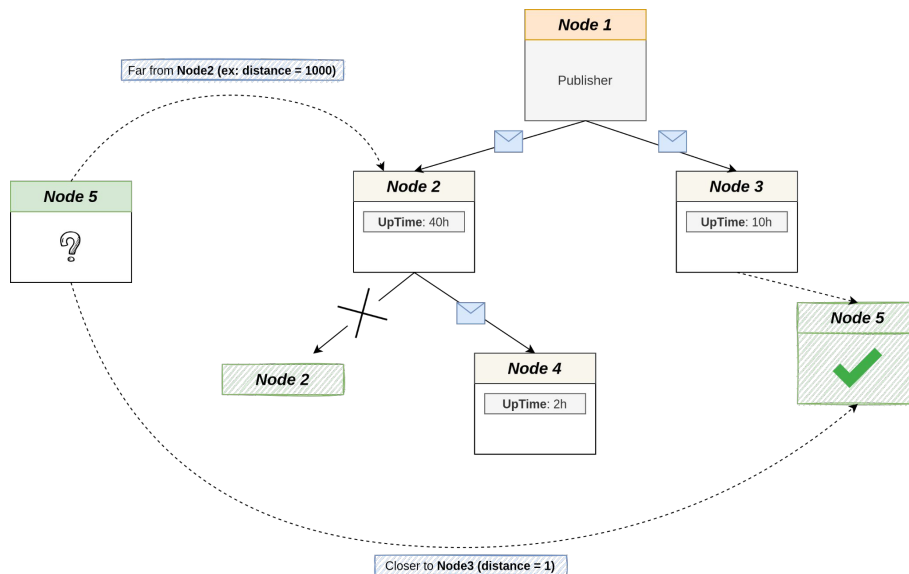 Node 1
Publisher
Far from Node2 (ex: distance = 1000)
Node 5
?
Node 2
UpTime: 40h
Node 3
UpTime: 10h
Node 5
Node 2
Node 4
UpTime: 2h
Closer to Node3 (distance = 1)